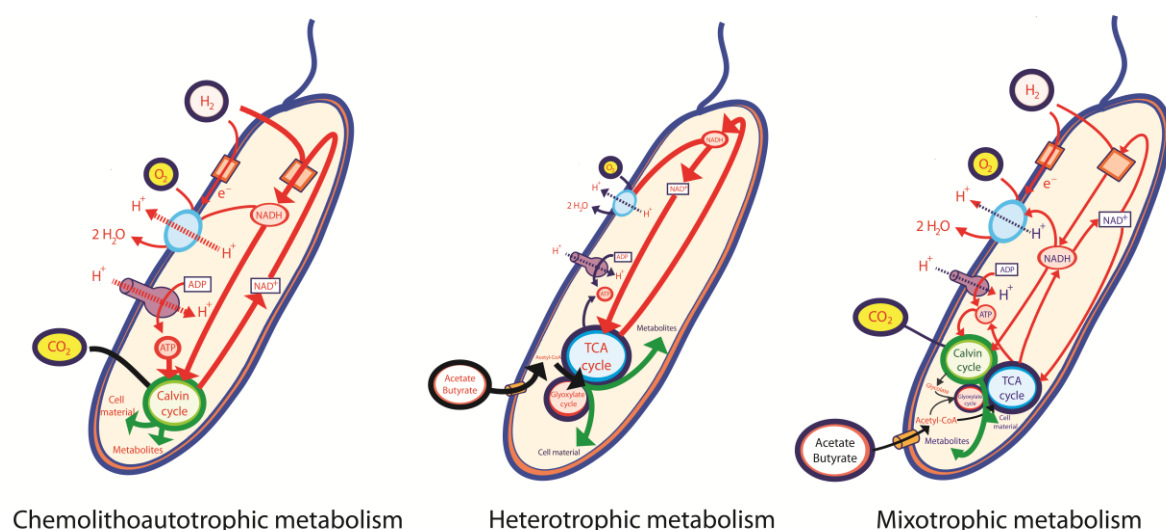 H₂
O₂
e⁻
H⁺
H⁺
2 H₂O
NADH
H⁺
ADP
NAD⁺
H⁺
ATP
CO₂
Calvin
cycle
Cell
material
Metabolites
Chemolithoautotrophic metabolism
NADH
O₂
H⁺
NAD⁺
2 H₂O
H⁺
H⁺
ADP
H⁺
ATP
Metabolites
TCA
cycle
Acetyl-CoA
Acetate
Butyrate
Glyoxylate
cycle
Cell material
Heterotrophic metabolism
H₂
O₂
e⁻
H⁺
NAD⁺
2 H₂O
H⁺
NADH
H⁺
ADP
H⁺
ATP
CO₂
Calvin
cycle
TCA
cycle
Glycolate
Glyoxylate
cycle
Acetyl-CoA
Cell
material
Metabolites
Acetate
Butyrate
Mixotrophic metabolism